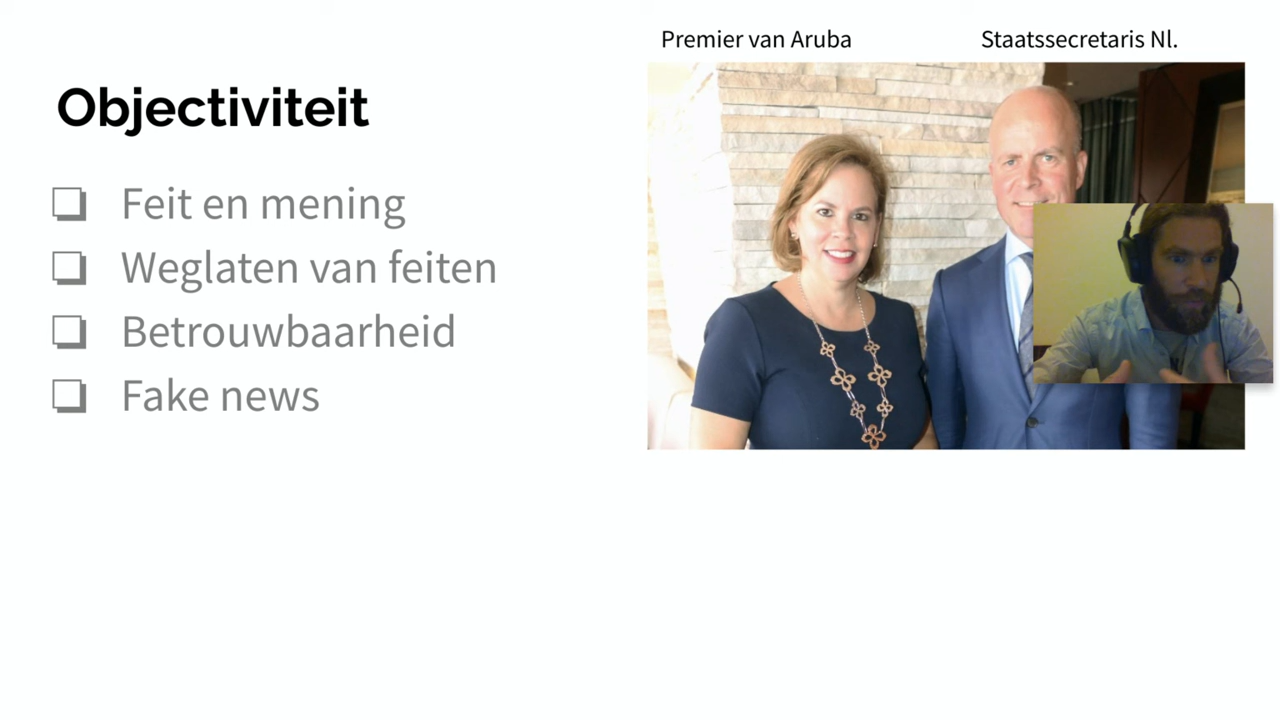 Premier van Aruba
Staatssecretaris Nl.
Objectiviteit
Feit en mening
Weglaten van feiten
Betrouwbaarheid
Fake news